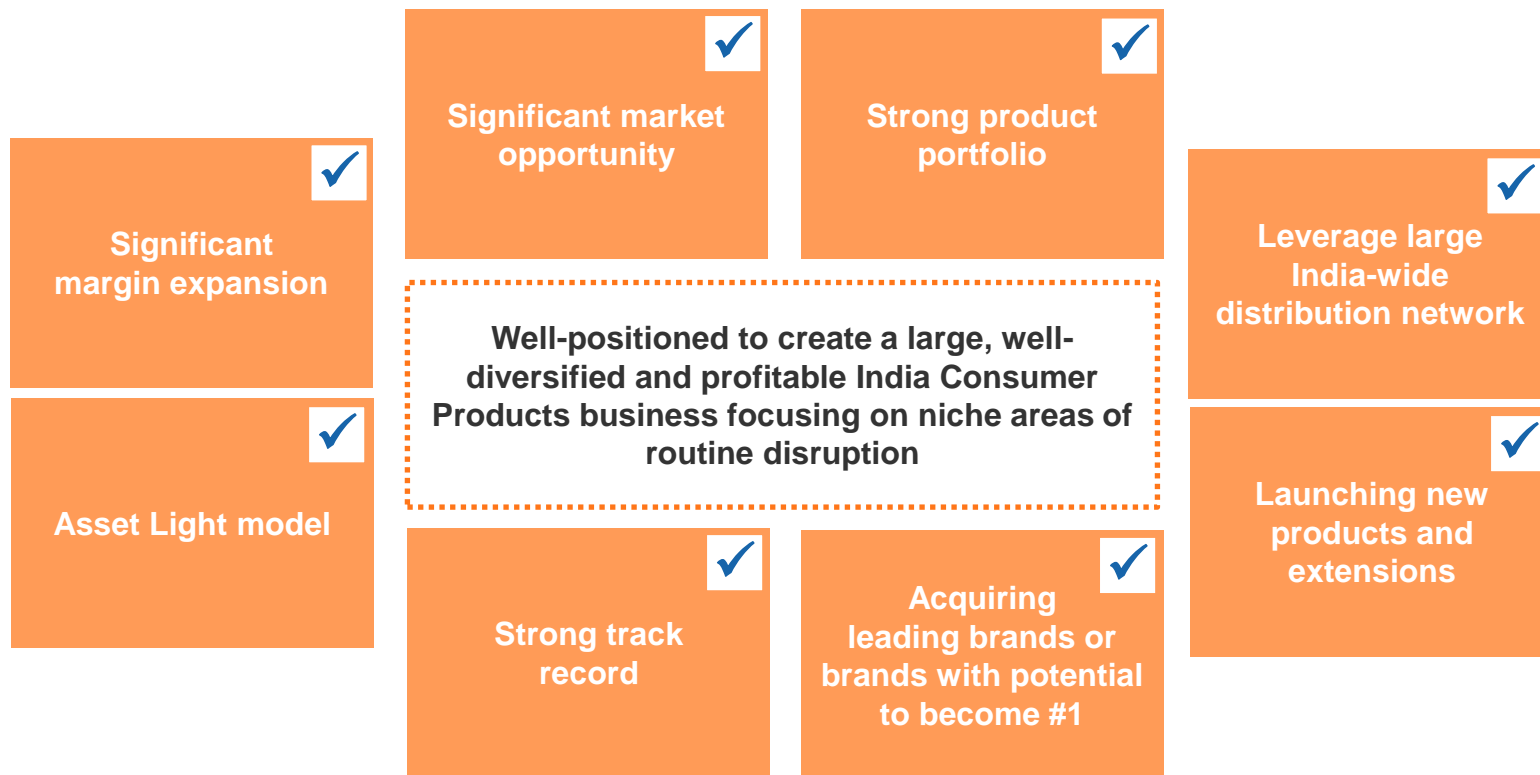 Significant market
opportunity
Strong product
portfolio
Significant
margin expansion
Leverage large
India-wide
distribution network
Well-positioned to create a large, well-
diversified and profitable India Consumer
Products business focusing on niche areas of
routine disruption
Asset Light model
Launching new
products and
extensions
Strong track
record
Acquiring
leading brands or
brands with potential
to become #1